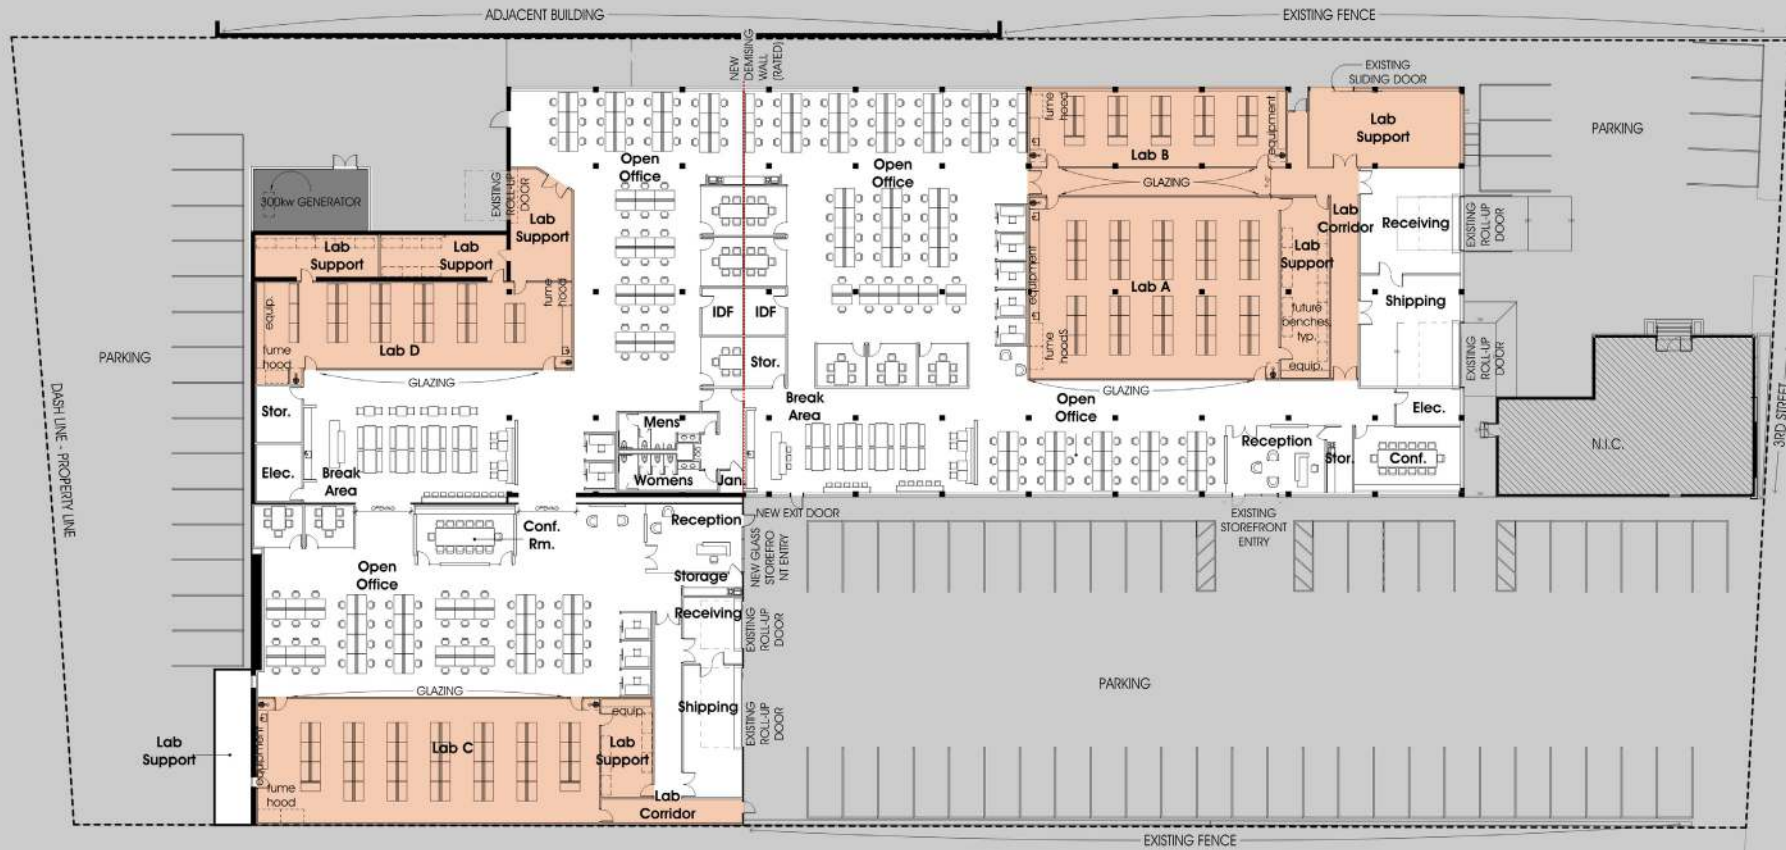 ADJACENT BUILDING
EXISTING FENCE
NEW
DEMISING
WALL
(RATED)
EXISTING
SLIDING DOOR
fume
hood
equipment
Lab B
Lab
Support
PARKING
Open
Office
Open
Office
GLAZING
300kw GENERATOR
EXISTING
ROLL-UP
DOOR
Lab
Support
Lab
Support
Lab
Support
Lab
Corridor
Receiving
EXISTING
ROLL-UP
DOOR
Lab
Support
equipment
Lab A
fume
hoods
future
benches,
typ.
equip.
Shipping
EXISTING
ROLL-UP
DOOR
equip.
fume
hood
Lab D
fume
hood
IDF
IDF
Stor.
PARKING
GLAZING
GLAZING
DASH LINE - PROPERTY LINE
Stor.
Elec.
Break
Area
Mens
Womens
Jan.
Break
Area
Open
Office
Reception
Stor.
Conf.
Elec.
N.I.C.
3RD STREET
OPENING
OPENING
Conf.
Rm.
Reception
NEW EXIT DOOR
NEW GLASS
STOREFRO
NT ENTRY
EXISTING
STOREFRONT
ENTRY
Open
Office
Storage
Receiving
EXISTING
ROLL-UP
DOOR
Shipping
EXISTING
ROLL-UP
DOOR
PARKING
GLAZING
Lab
Support
equipment
fume
hood
Lab C
equip.
Lab
Support
Lab
Corridor
EXISTING FENCE